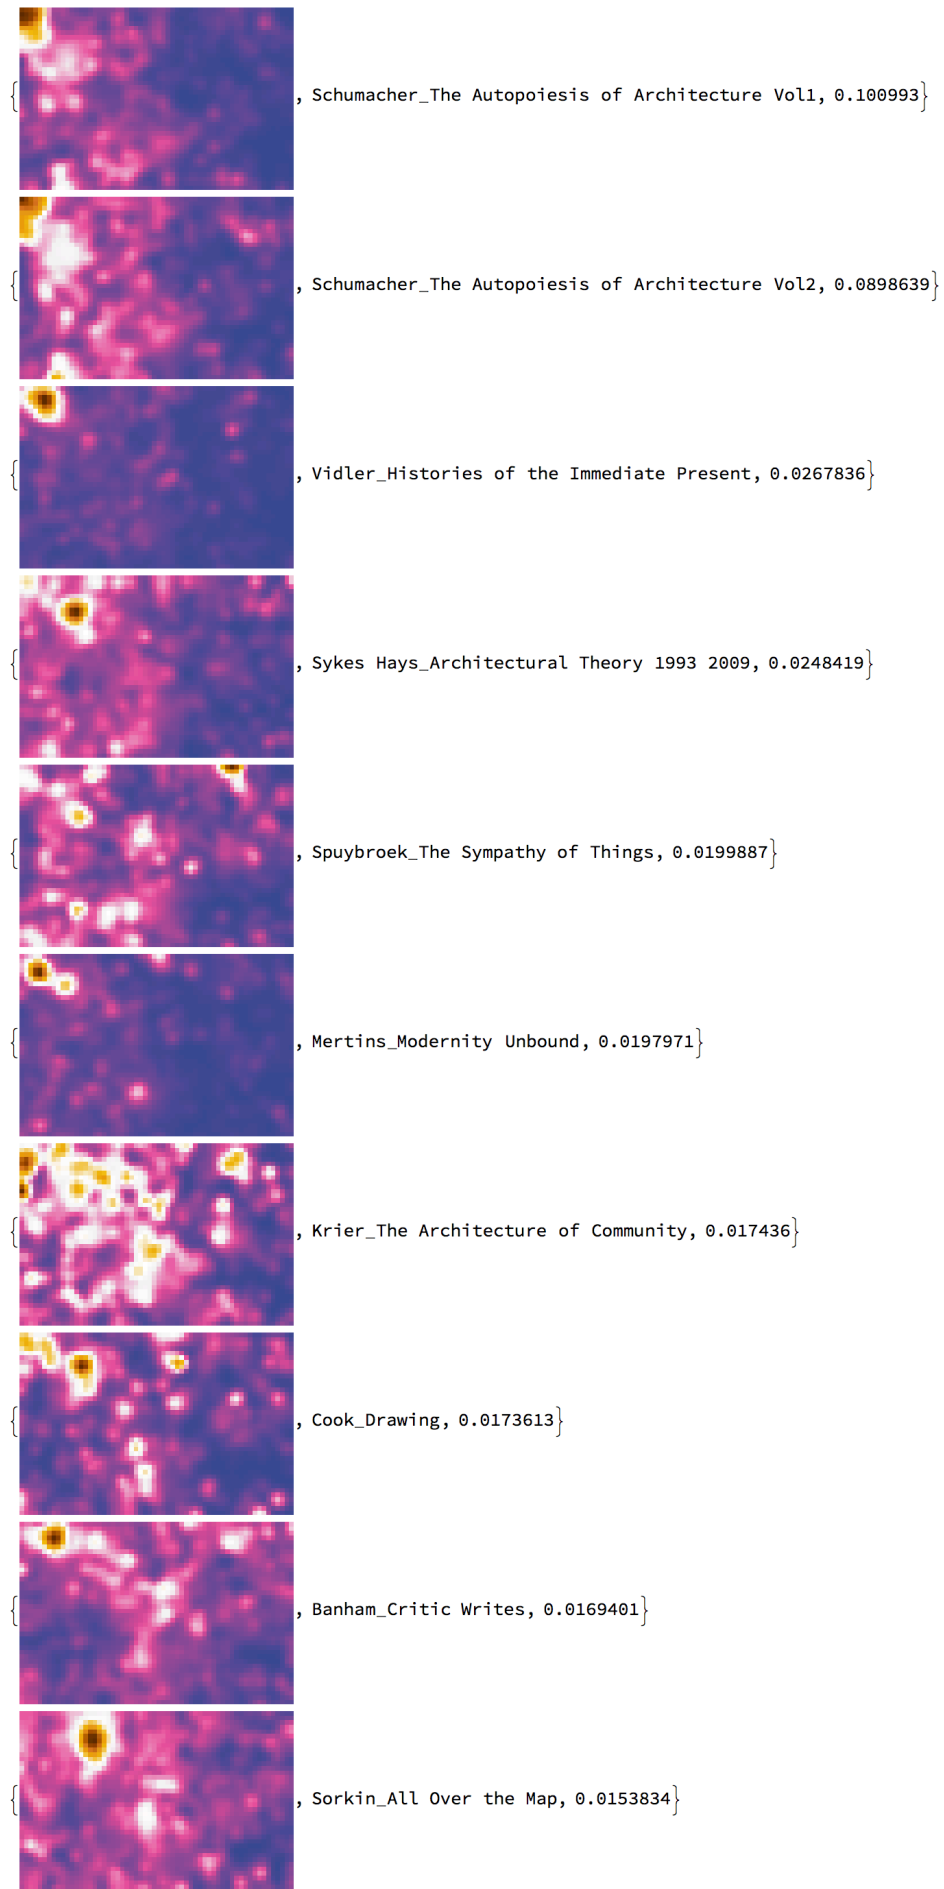 { , Schumacher_The Autopoiesis of Architecture Vol1, 0.100993}
{ , Schumacher_The Autopoiesis of Architecture Vol2, 0.0898639}
{ , Vidler_Histories of the Immediate Present, 0.0267836}
{ , Sykes Hays_Architectural Theory 1993 2009, 0.0248419}
{ , Spuybroek_The Sympathy of Things, 0.0199887}
{ , Mertins_Modernity Unbound, 0.0197971}
{ , Krier_The Architecture of Community, 0.017436}
{ , Cook_Drawing, 0.0173613}
{ , Banham_Critic Writes, 0.0169401}
{ , Sorkin_All Over the Map, 0.0153834}